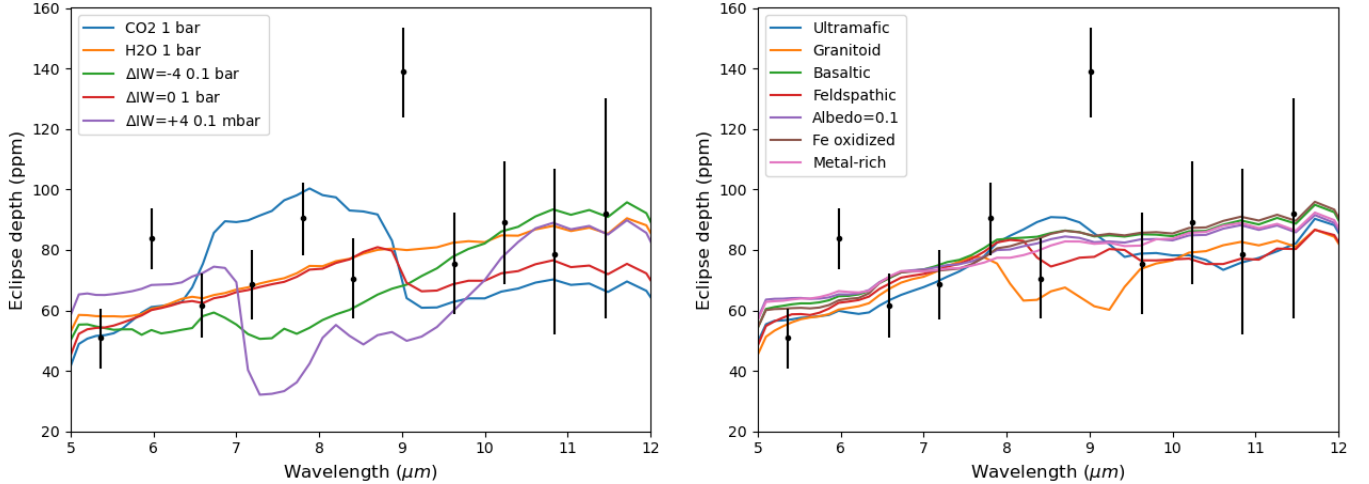 160
140
120
100
80
60
40
20
Eclipse depth (ppm)
CO2 1 bar
H2O 1 bar
ΔIW=-4 0.1 bar
ΔIW=0 1 bar
ΔIW=+4 0.1 mbar
5 6 7 8 9 10 11 12
Wavelength (μm)
160
140
120
100
80
60
40
20
Eclipse depth (ppm)
Ultramafic
Granitoid
Basaltic
Feldspathic
Albedo=0.1
Fe oxidized
Metal-rich
5 6 7 8 9 10 11 12
Wavelength (μm)